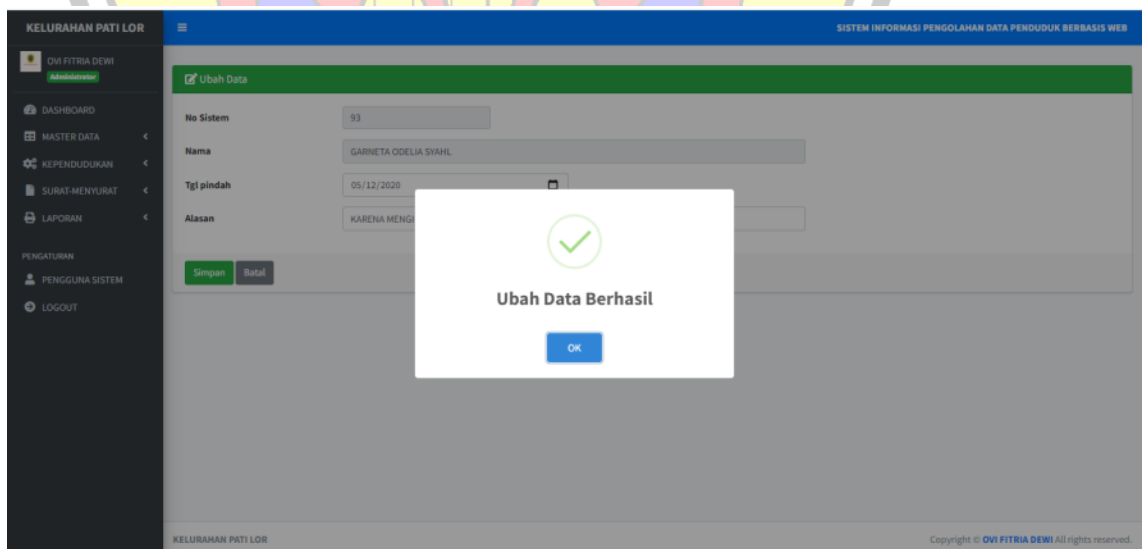 KELURAHAN PATI LOR
SISTEM INFORMASI PENGOLAHAN DATA PENDUDUK BERBASIS WEB
OVI FITRIA DEWI
Administrator
DASHBOARD
MASTER DATA
KEPENDUDUKAN
SURAT-MENYURAT
LAPORAN
PENGATURAN
PENGGUNA SISTEM
LOGOUT
Ubah Data
No Sistem
93
Nama
GARNETA ODELIA SYAHL
Tgl pindah
05/12/2020
Alasan
KARENA MENGI
Simpan
Batal
Ubah Data Berhasil
OK
KELURAHAN PATI LOR
Copyright © OVI FITRIA DEWI All rights reserved.